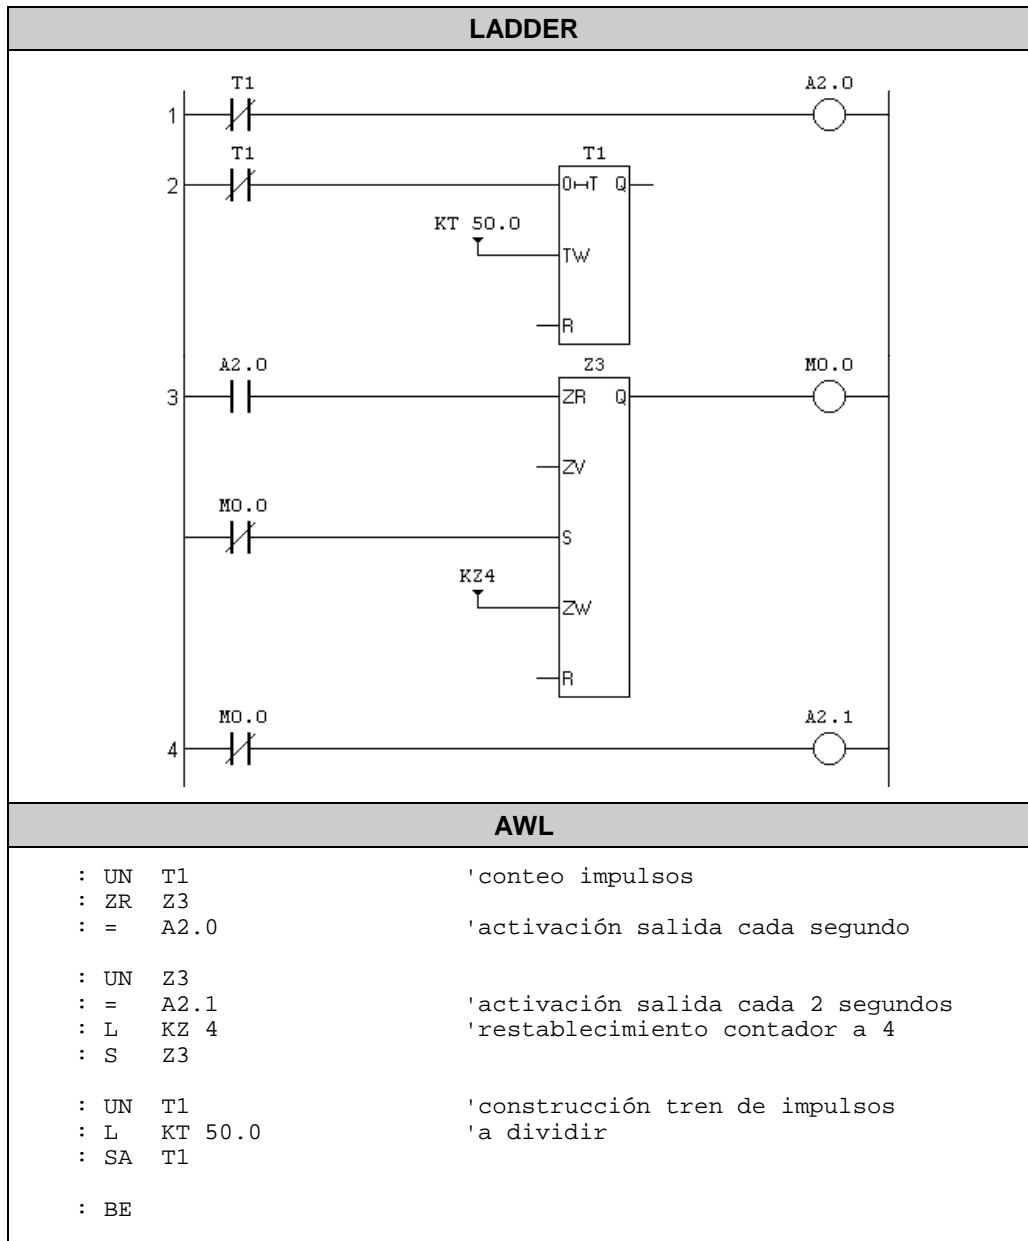 LADDER
T1 A2.0
1
T1 T1
2 0⊢⊣T Q
KT 50.0
TW
R
A2.0 Z3 M0.0
3 ZR Q
ZV
M0.0
S
KZ4
ZW
R
M0.0 A2.1
4
AWL
: UN T1 'conteo impulsos
: ZR Z3
: = A2.0 'activación salida cada segundo
: UN Z3
: = A2.1 'activación salida cada 2 segundos
: L KZ 4 'restablecimiento contador a 4
: S Z3
: UN T1 'construcción tren de impulsos
: L KT 50.0 'a dividir
: SA T1
: BE